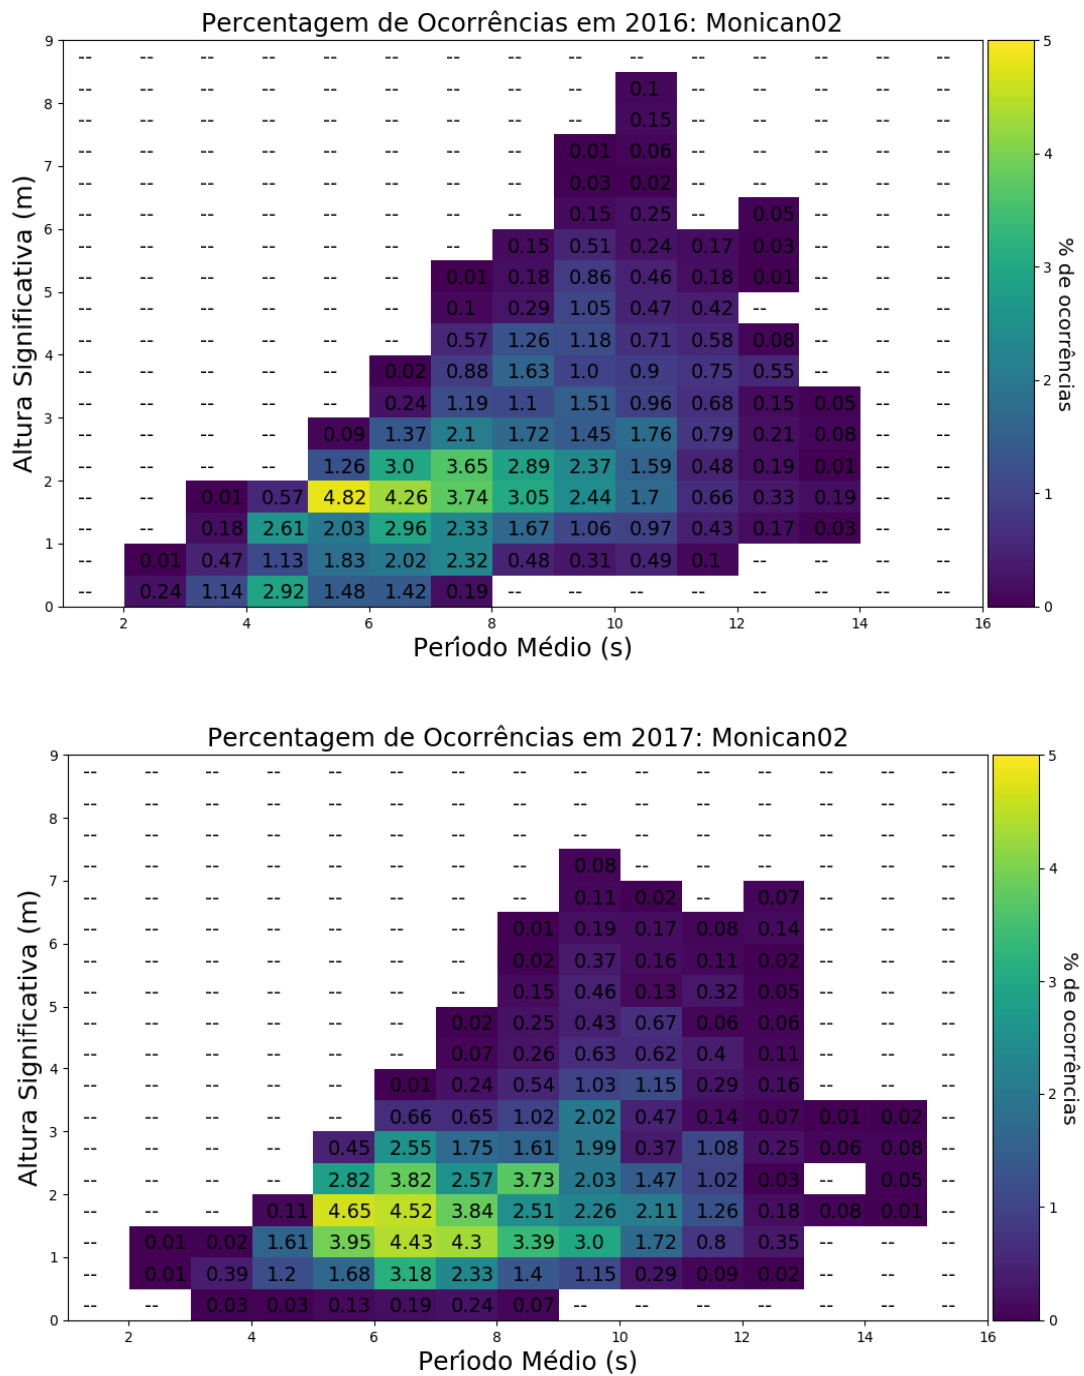 Percentagem de Ocorrências em 2016: Monican02
9 -- -- -- -- -- -- -- -- -- -- -- -- -- -- -- 5
8 -- -- -- -- -- -- -- -- -- 0.1 -- -- -- -- --
-- -- -- -- -- -- -- -- -- 0.15 -- -- -- -- --
7 -- -- -- -- -- -- -- -- 0.01 0.06 -- -- -- -- -- 4
-- -- -- -- -- -- -- -- 0.03 0.02 -- -- -- -- --
6 -- -- -- -- -- -- -- -- 0.15 0.25 -- 0.05 -- -- --
-- -- -- -- -- -- -- 0.15 0.51 0.24 0.17 0.03 -- -- --
5 -- -- -- -- -- -- 0.01 0.18 0.86 0.46 0.18 0.01 -- -- -- 3
-- -- -- -- -- -- 0.1 0.29 1.05 0.47 0.42 -- -- -- --
4 -- -- -- -- -- -- 0.57 1.26 1.18 0.71 0.58 0.08 -- -- --
-- -- -- -- -- 0.02 0.88 1.63 1.0 0.9 0.75 0.55 -- -- -- 2
3 -- -- -- -- -- 0.24 1.19 1.1 1.51 0.96 0.68 0.15 0.05 -- --
-- -- -- -- 0.09 1.37 2.1 1.72 1.45 1.76 0.79 0.21 0.08 -- --
2 -- -- -- -- 1.26 3.0 3.65 2.89 2.37 1.59 0.48 0.19 0.01 -- --
-- -- 0.01 0.57 4.82 4.26 3.74 3.05 2.44 1.7 0.66 0.33 0.19 -- -- 1
1 -- -- 0.18 2.61 2.03 2.96 2.33 1.67 1.06 0.97 0.43 0.17 0.03 -- --
-- 0.01 0.47 1.13 1.83 2.02 2.32 0.48 0.31 0.49 0.1 -- -- -- --
0 -- 0.24 1.14 2.92 1.48 1.42 0.19 -- -- -- -- -- -- -- -- 0
2 4 6 8 10 12 14 16
Altura Significativa (m)
Período Médio (s)
% de ocorrências
Percentagem de Ocorrências em 2017: Monican02
9 -- -- -- -- -- -- -- -- -- -- -- -- -- -- -- 5
8 -- -- -- -- -- -- -- -- -- -- -- -- -- -- --
-- -- -- -- -- -- -- -- -- -- -- -- -- -- --
7 -- -- -- -- -- -- -- -- 0.08 -- -- -- -- -- -- 4
-- -- -- -- -- -- -- -- 0.11 0.02 -- 0.07 -- -- --
6 -- -- -- -- -- -- -- 0.01 0.19 0.17 0.08 0.14 -- -- --
-- -- -- -- -- -- -- 0.02 0.37 0.16 0.11 0.02 -- -- --
5 -- -- -- -- -- -- -- 0.15 0.46 0.13 0.32 0.05 -- -- -- 3
-- -- -- -- -- -- 0.02 0.25 0.43 0.67 0.06 0.06 -- -- --
4 -- -- -- -- -- -- 0.07 0.26 0.63 0.62 0.4 0.11 -- -- --
-- -- -- -- -- 0.01 0.24 0.54 1.03 1.15 0.29 0.16 -- -- -- 2
3 -- -- -- -- -- 0.66 0.65 1.02 2.02 0.47 0.14 0.07 0.01 0.02 --
-- -- -- -- 0.45 2.55 1.75 1.61 1.99 0.37 1.08 0.25 0.06 0.08 --
2 -- -- -- -- 2.82 3.82 2.57 3.73 2.03 1.47 1.02 0.03 -- 0.05 --
-- -- -- 0.11 4.65 4.52 3.84 2.51 2.26 2.11 1.26 0.18 0.08 0.01 -- 1
1 -- 0.01 0.02 1.61 3.95 4.43 4.3 3.39 3.0 1.72 0.8 0.35 -- -- --
-- 0.01 0.39 1.2 1.68 3.18 2.33 1.4 1.15 0.29 0.09 0.02 -- -- --
0 -- -- 0.03 0.03 0.13 0.19 0.24 0.07 -- -- -- -- -- -- -- 0
2 4 6 8 10 12 14 16
Altura Significativa (m)
Período Médio (s)
% de ocorrências